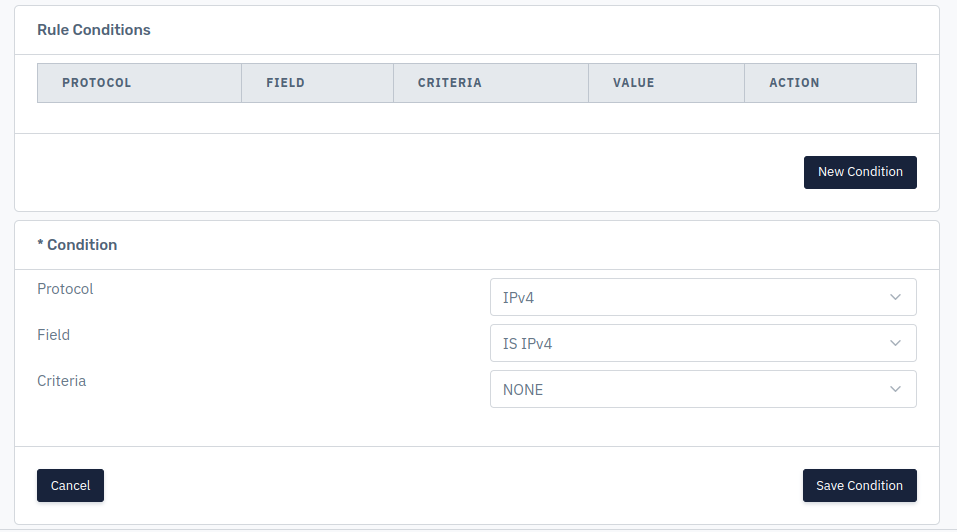 Rule Conditions
PROTOCOL FIELD CRITERIA VALUE ACTION
New Condition
* Condition
Protocol IPv4
Field IS IPv4
Criteria NONE
Cancel Save Condition